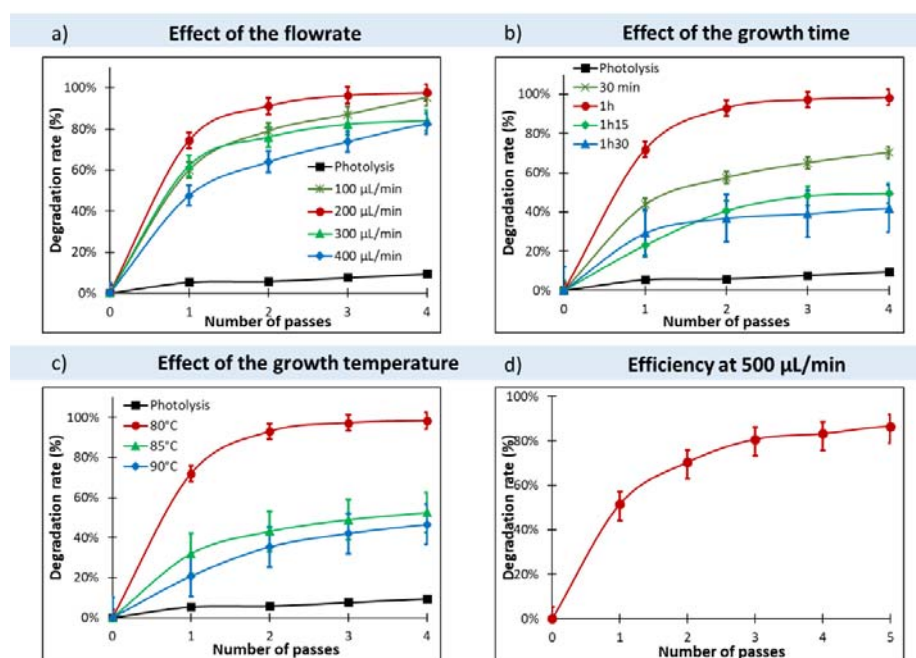 a) Effect of the flowrate
100%
80%
60%
40%
20%
0%
Degradation rate (%)
Photolysis
100 µL/min
200 µL/min
300 µL/min
400 µL/min
0 1 2 3 4
Number of passes
b) Effect of the growth time
100%
80%
60%
40%
20%
0%
Degradation rate (%)
Photolysis
30 min
1h
1h15
1h30
0 1 2 3 4
Number of passes
c) Effect of the growth temperature
100%
80%
60%
40%
20%
0%
Degradation rate (%)
Photolysis
80°C
85°C
90°C
0 1 2 3 4
Number of passes
d) Efficiency at 500 µL/min
100%
80%
60%
40%
20%
0%
Degradation rate (%)
0 1 2 3 4 5
Number of passes